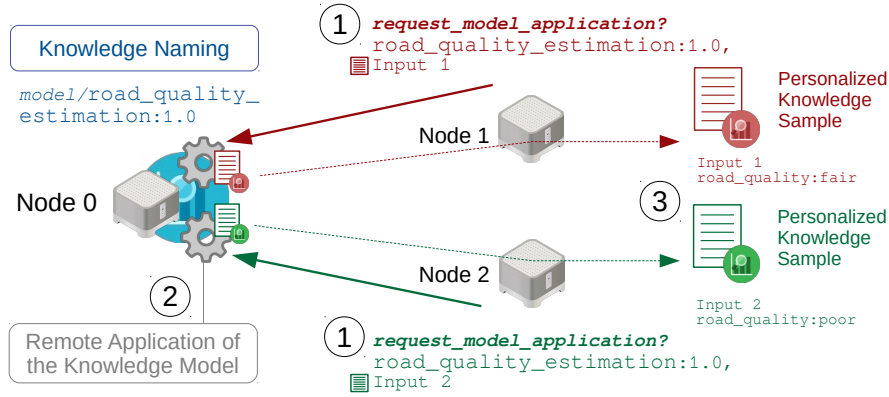 Knowledge Naming
model/road_quality_
estimation:1.0
Node 0
2
Remote Application of
the Knowledge Model
1
request_model_application?
road_quality_estimation:1.0,
Input 1
Node 1
Node 2
1
request_model_application?
road_quality_estimation:1.0,
Input 2
3
Personalized
Knowledge
Sample
Input 1
road_quality:fair
Personalized
Knowledge
Sample
Input 2
road_quality:poor